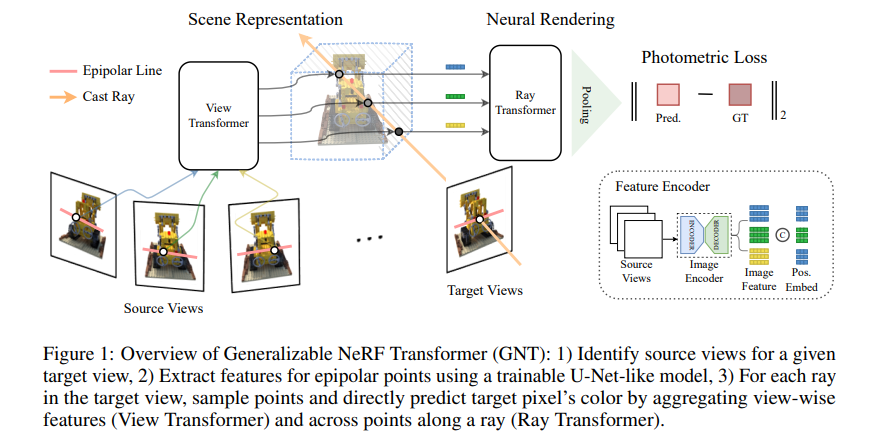 Scene Representation
Neural Rendering
Epipolar Line
Cast Ray
View
Transformer
Ray
Transformer
Pooling
Photometric Loss
Pred.
GT
2
Source Views
Target Views
Feature Encoder
ENCODER
DECODER
C
Source
Views
Image
Encoder
Image
Feature
Pos.
Embed
Figure 1: Overview of Generalizable NeRF Transformer (GNT): 1) Identify source views for a given
target view, 2) Extract features for epipolar points using a trainable U-Net-like model, 3) For each ray
in the target view, sample points and directly predict target pixel's color by aggregating view-wise
features (View Transformer) and across points along a ray (Ray Transformer).